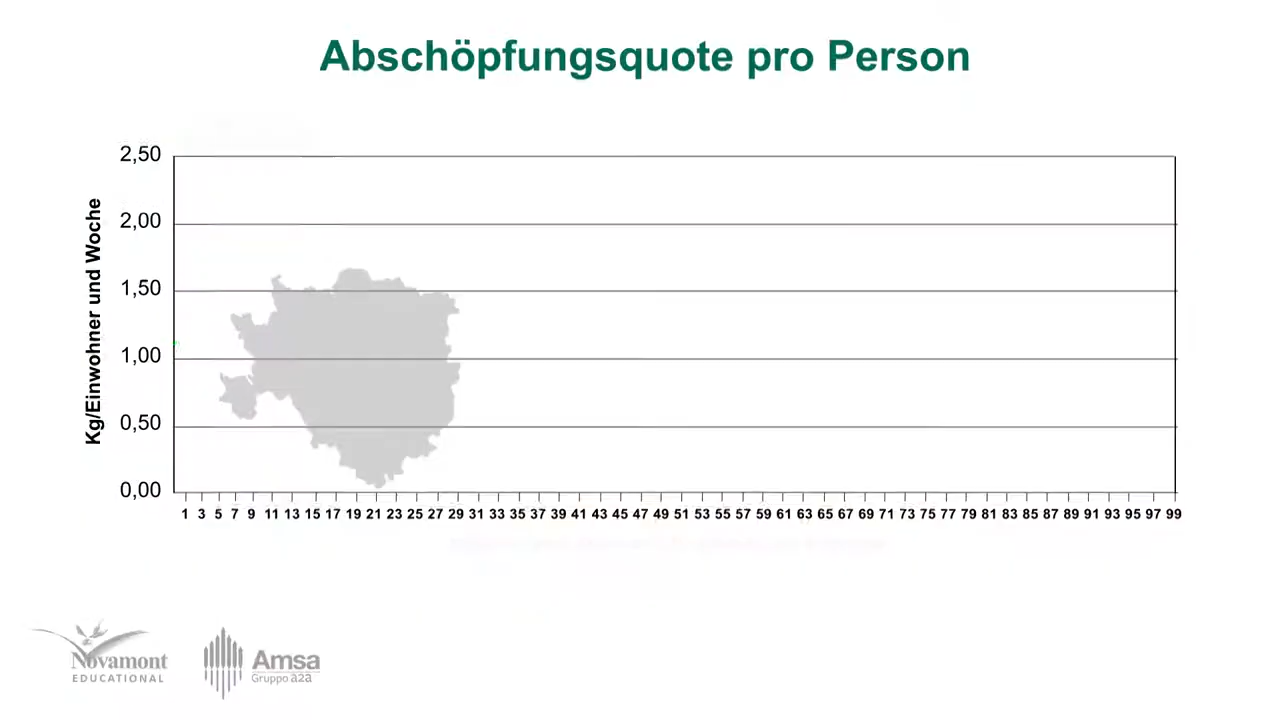 Abschöpfungsquote pro Person
Kg/Einwohner und Woche
2,50
2,00
1,50
1,00
0,50
0,00
1 3 5 7 9 11 13 15 17 19 21 23 25 27 29 31 33 35 37 39 41 43 45 47 49 51 53 55 57 59 61 63 65 67 69 71 73 75 77 79 81 83 85 87 89 91 93 95 97 99
Novamont
EDUCATIONAL
Amsa
Gruppo a2a